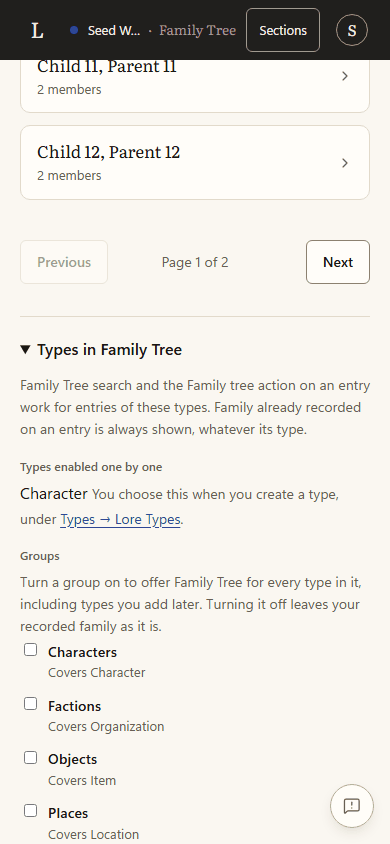 L Seed W... · Family Tree Sections S
Child 11, Parent 11
2 members
Child 12, Parent 12
2 members
Previous Page 1 of 2 Next
▼ Types in Family Tree
Family Tree search and the Family tree action on an entry
work for entries of these types. Family already recorded
on an entry is always shown, whatever its type.
Types enabled one by one
Character You choose this when you create a type,
under Types → Lore Types.
Groups
Turn a group on to offer Family Tree for every type in it,
including types you add later. Turning it off leaves your
recorded family as it is.
Characters
Covers Character
Factions
Covers Organization
Objects
Covers Item
Places
Covers Location